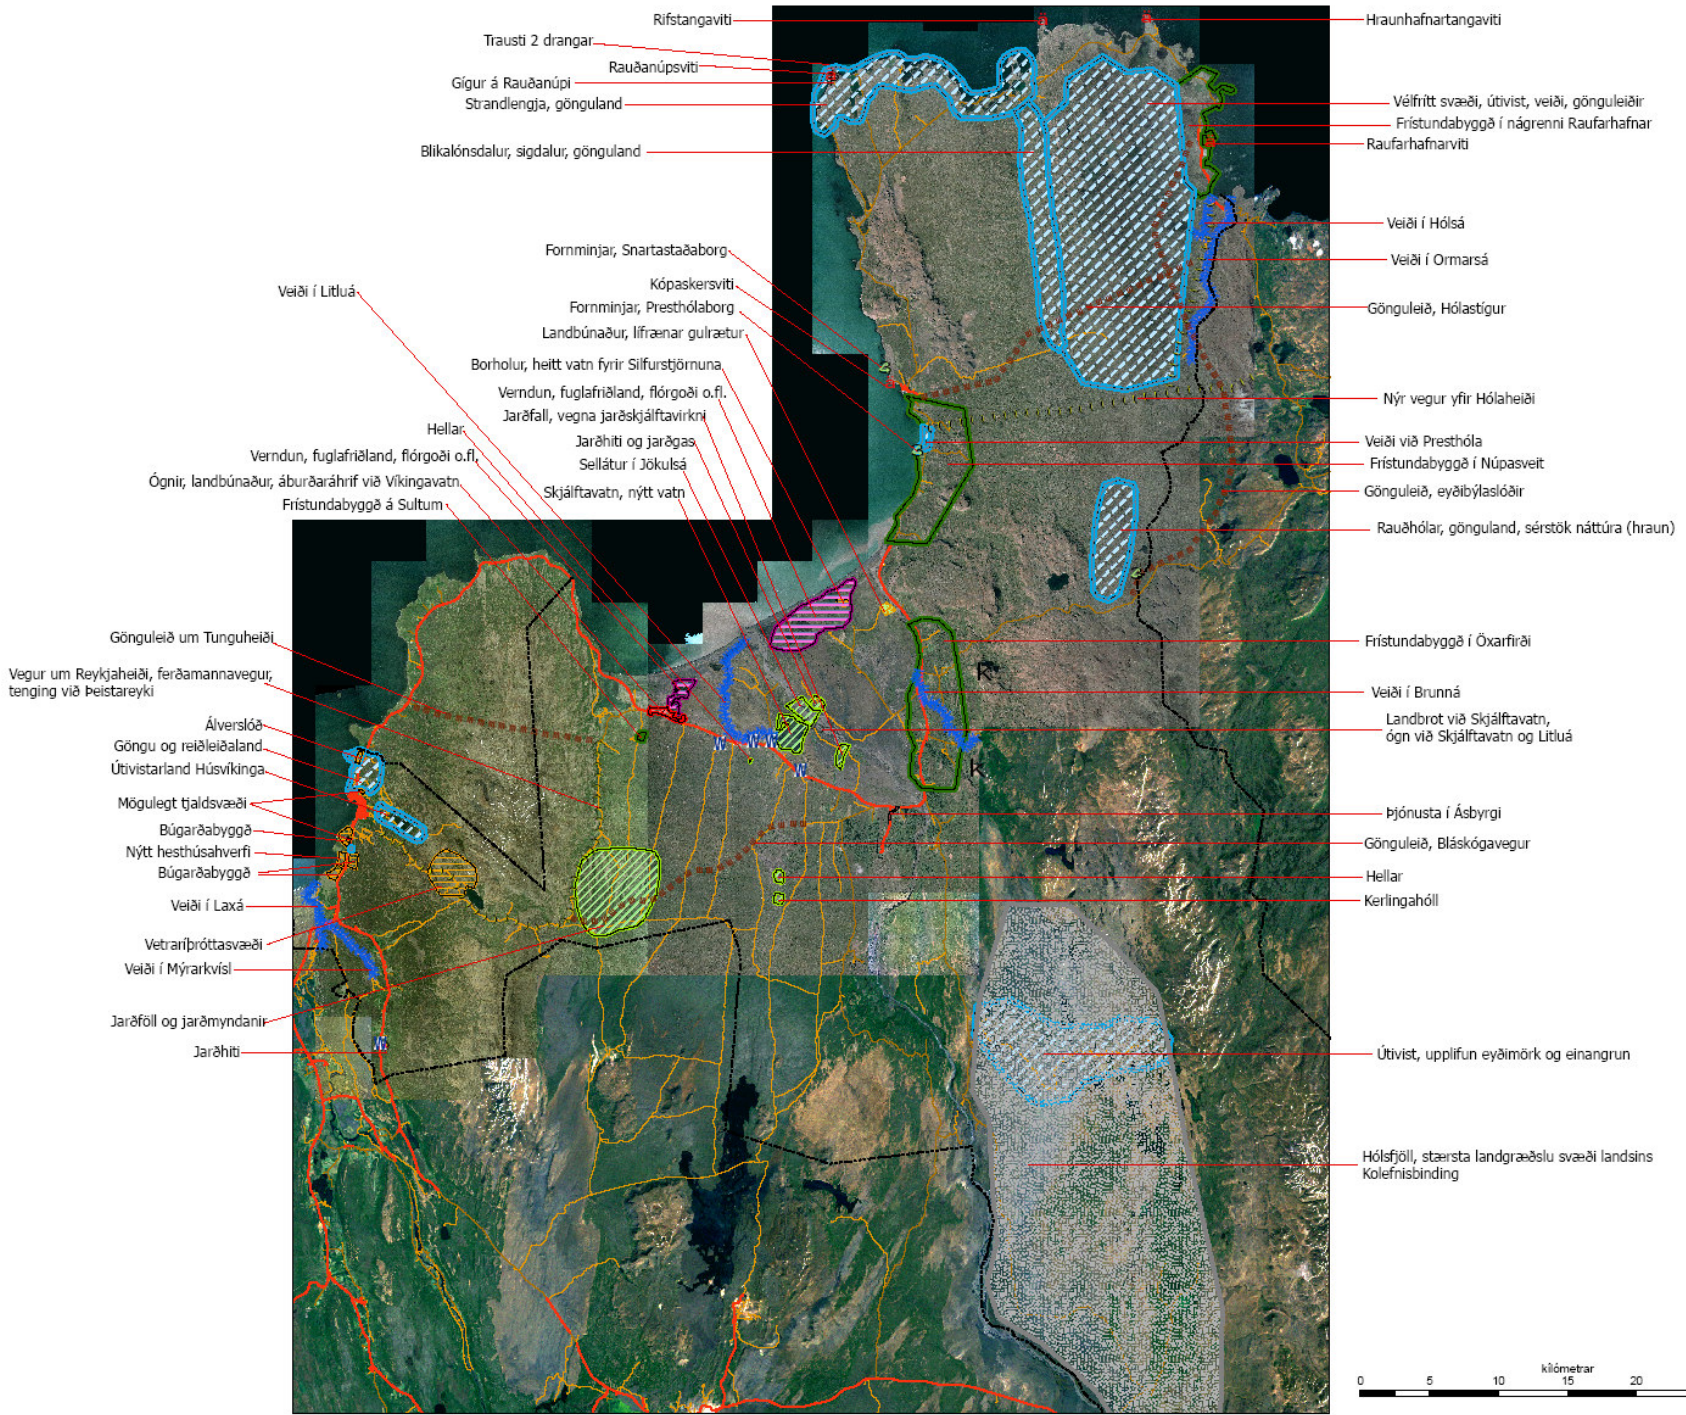 Rifstangaviti
Hraunhafnartangaviti
Trausti 2 drangar
Rauðanúpsviti
Gígur á Rauðanúpi
Strandlengja, gönguland
Blikalónsdalur, sigdalur, gönguland
Vélfrítt svæði, útivist, veiði, gönguleiðir
Frístundabyggð í nágrenni Raufarhafnar
Raufarhafnarviti
Veiði í Hólsá
Veiði í Ormarsá
Gönguleið, Hólastígur
Fornminjar, Snartastaðaborg
Kópaskersviti
Fornminjar, Presthólaborg
Landbúnaður, lífrænar gulrætur
Borholur, heitt vatn fyrir Silfurstjörnuna
Verndun, fuglafriðland, flórgoði o.fl.
Jarðfall, vegna jarðskjálftavirkni
Jarðhiti og jarðgas
Sellátur í Jökulsá
Skjálftavatn, nýtt vatn
Veiði í Litluá
Hellar
Verndun, fuglafriðland, flórgoði o.fl,
Ógnir, landbúnaður, áburðaráhrif við Víkingavatn
Frístundabyggð á Sultum
Nýr vegur yfir Hólaheiði
Veiði við Presthóla
Frístundabyggð í Núpasveit
Gönguleið, eyðibýlaslóðir
Rauðhólar, gönguland, sérstök náttúra (hraun)
Gönguleið um Tunguheiði
Vegur um Reykjaheiði, ferðamannavegur,
tenging við Þeistareyki
Álverslóð
Göngu og reiðleiðaland
Útivistarland Húsvíkinga
Mögulegt tjaldsvæði
Búgarðabyggð
Nýtt hesthúsahverfi
Búgarðabyggð
Veiði í Laxá
Vetraríþróttasvæði
Veiði í Mýrarkvísl
Jarðföll og jarðmyndanir
Jarðhiti
Frístundabyggð í Öxarfirði
Veiði í Brunná
Landbrot við Skjálftavatn,
ógn við Skjálftavatn og Litluá
Þjónusta í Ásbyrgi
Gönguleið, Bláskógavegur
Hellar
Kerlingahóll
Útivist, upplifun eyðimörk og einangrun
Hólsfjöll, stærsta landgræðslu svæði landsins
Kolefnisbinding
kílómetrar
0 5 10 15 20